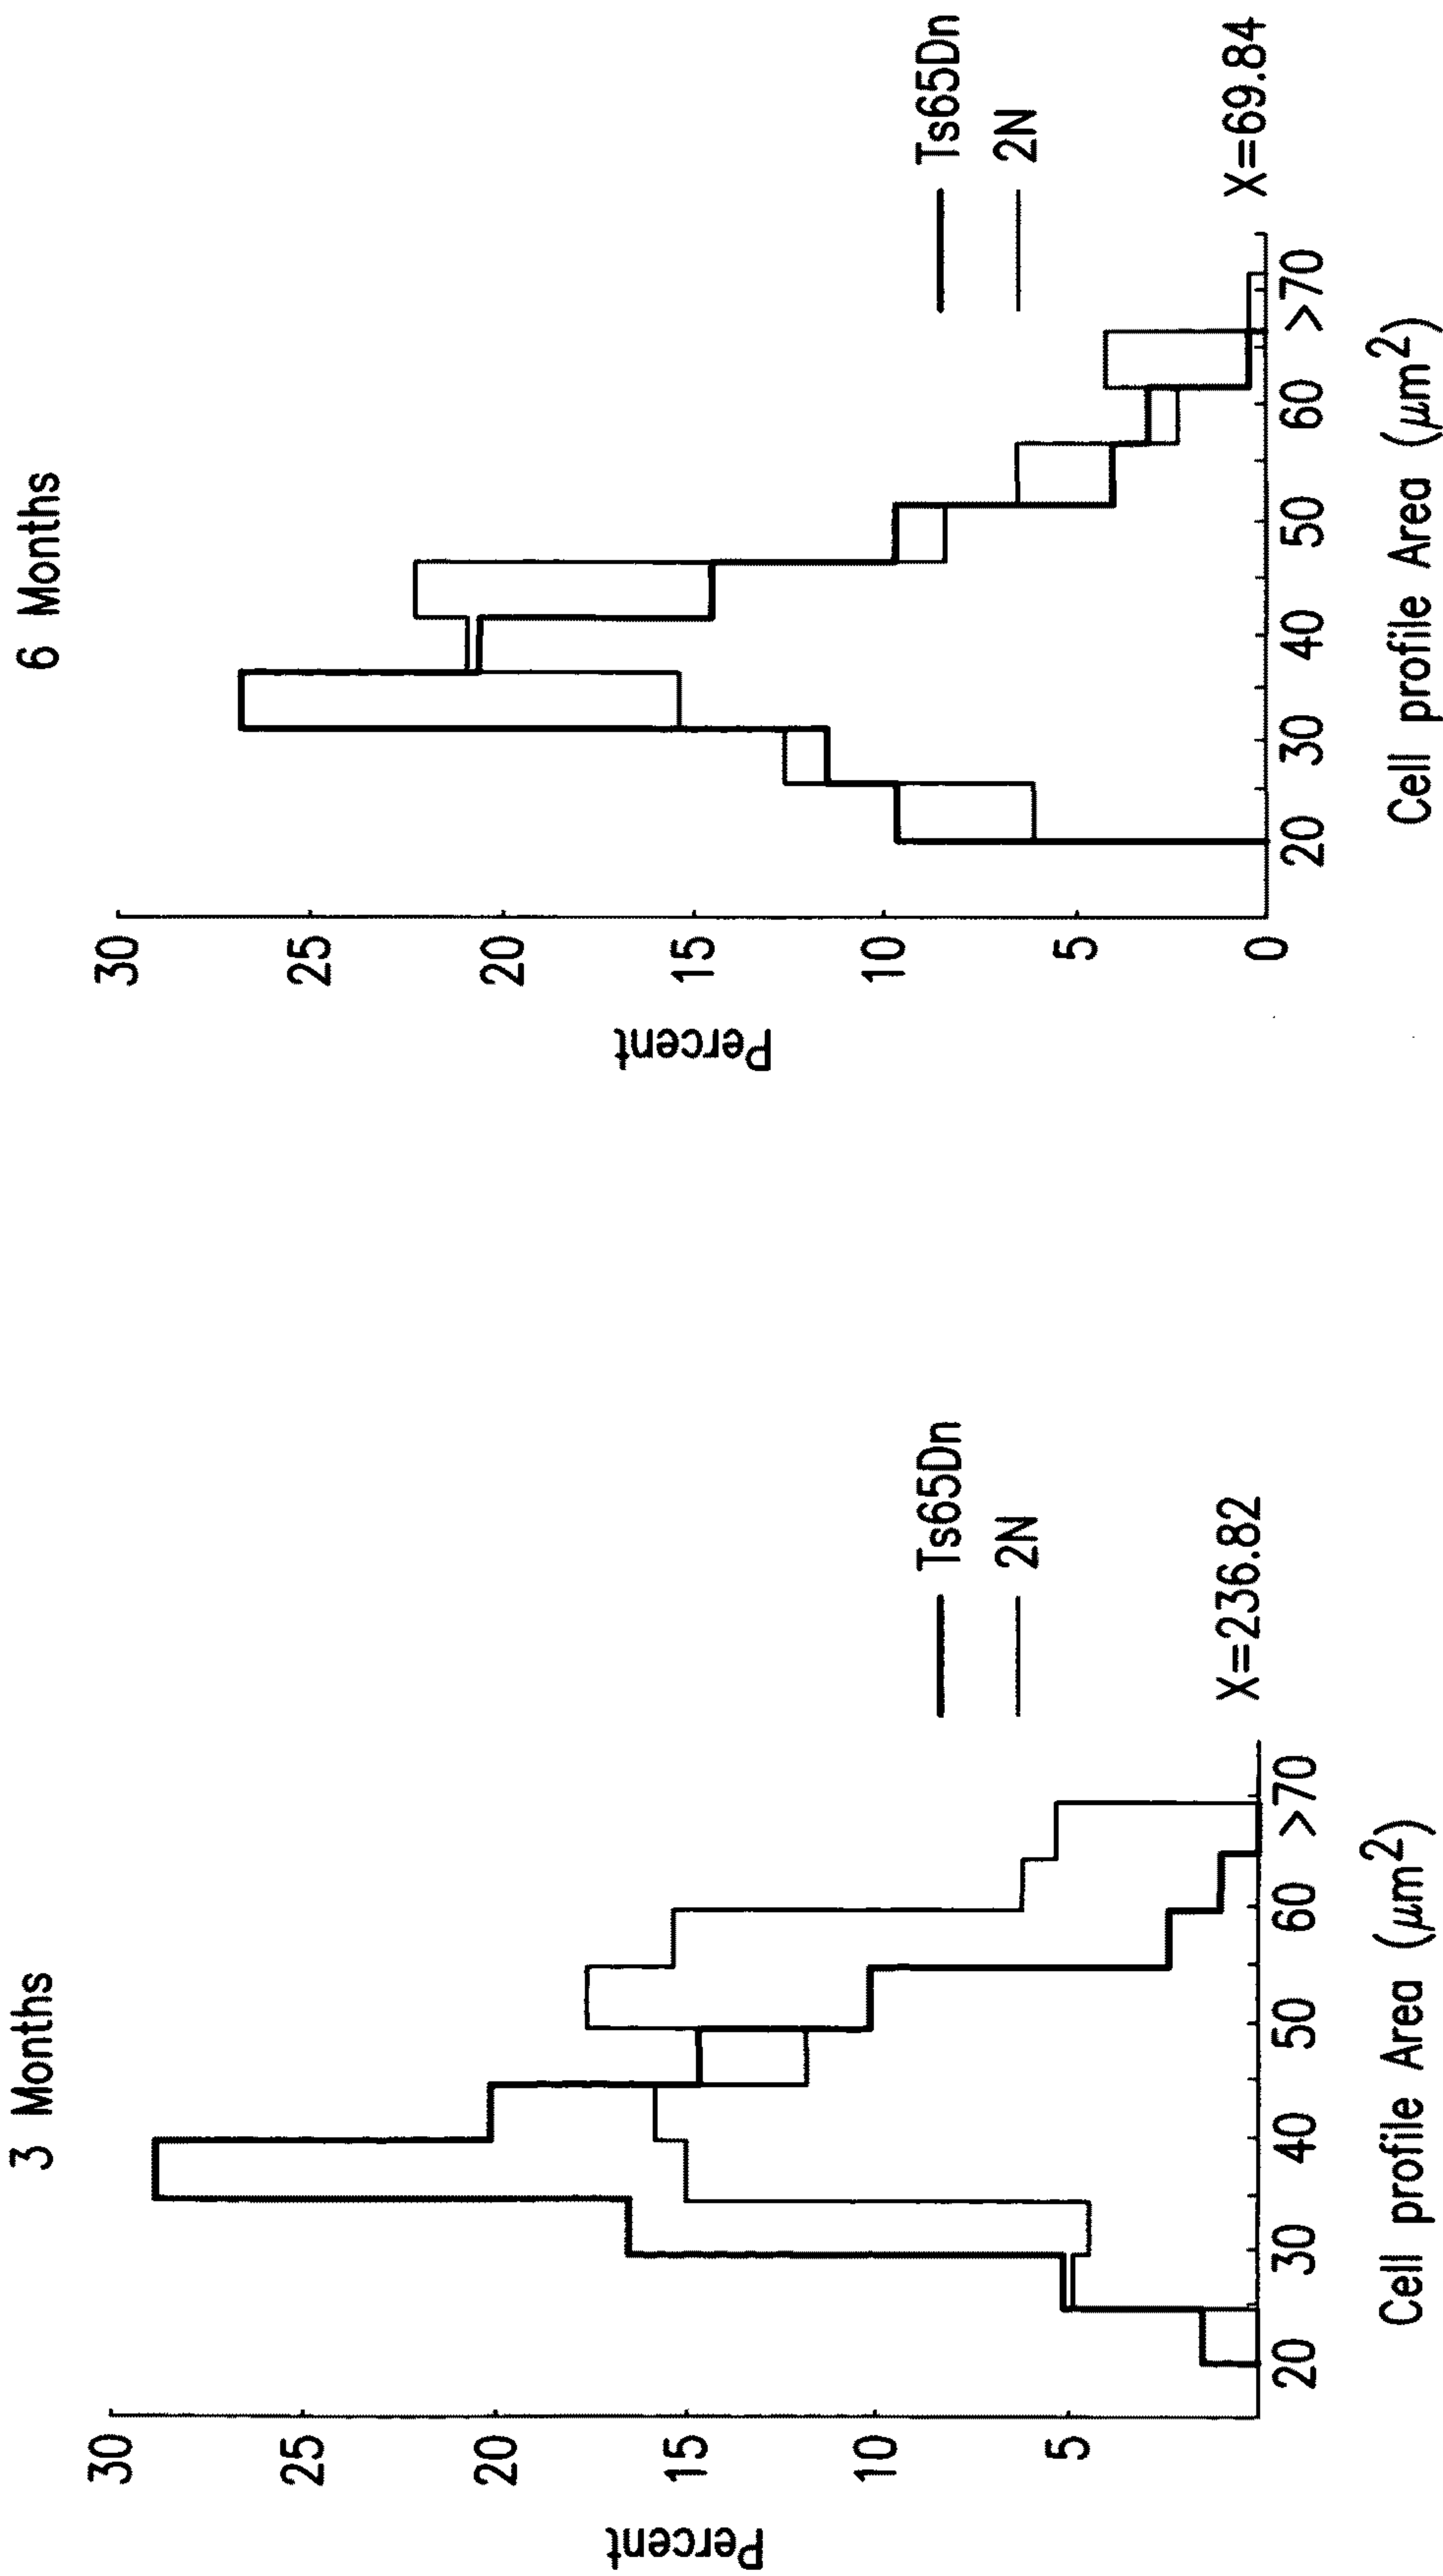 3 Months
Percent
30
25
20
15
10
5
20 30 40 50 60 >70
Cell profile Area (μm²)
Ts65Dn
2N
X=236.82
6 Months
Percent
30
25
20
15
10
5
0
20 30 40 50 60 >70
Cell profile Area (μm²)
Ts65Dn
2N
X=69.84